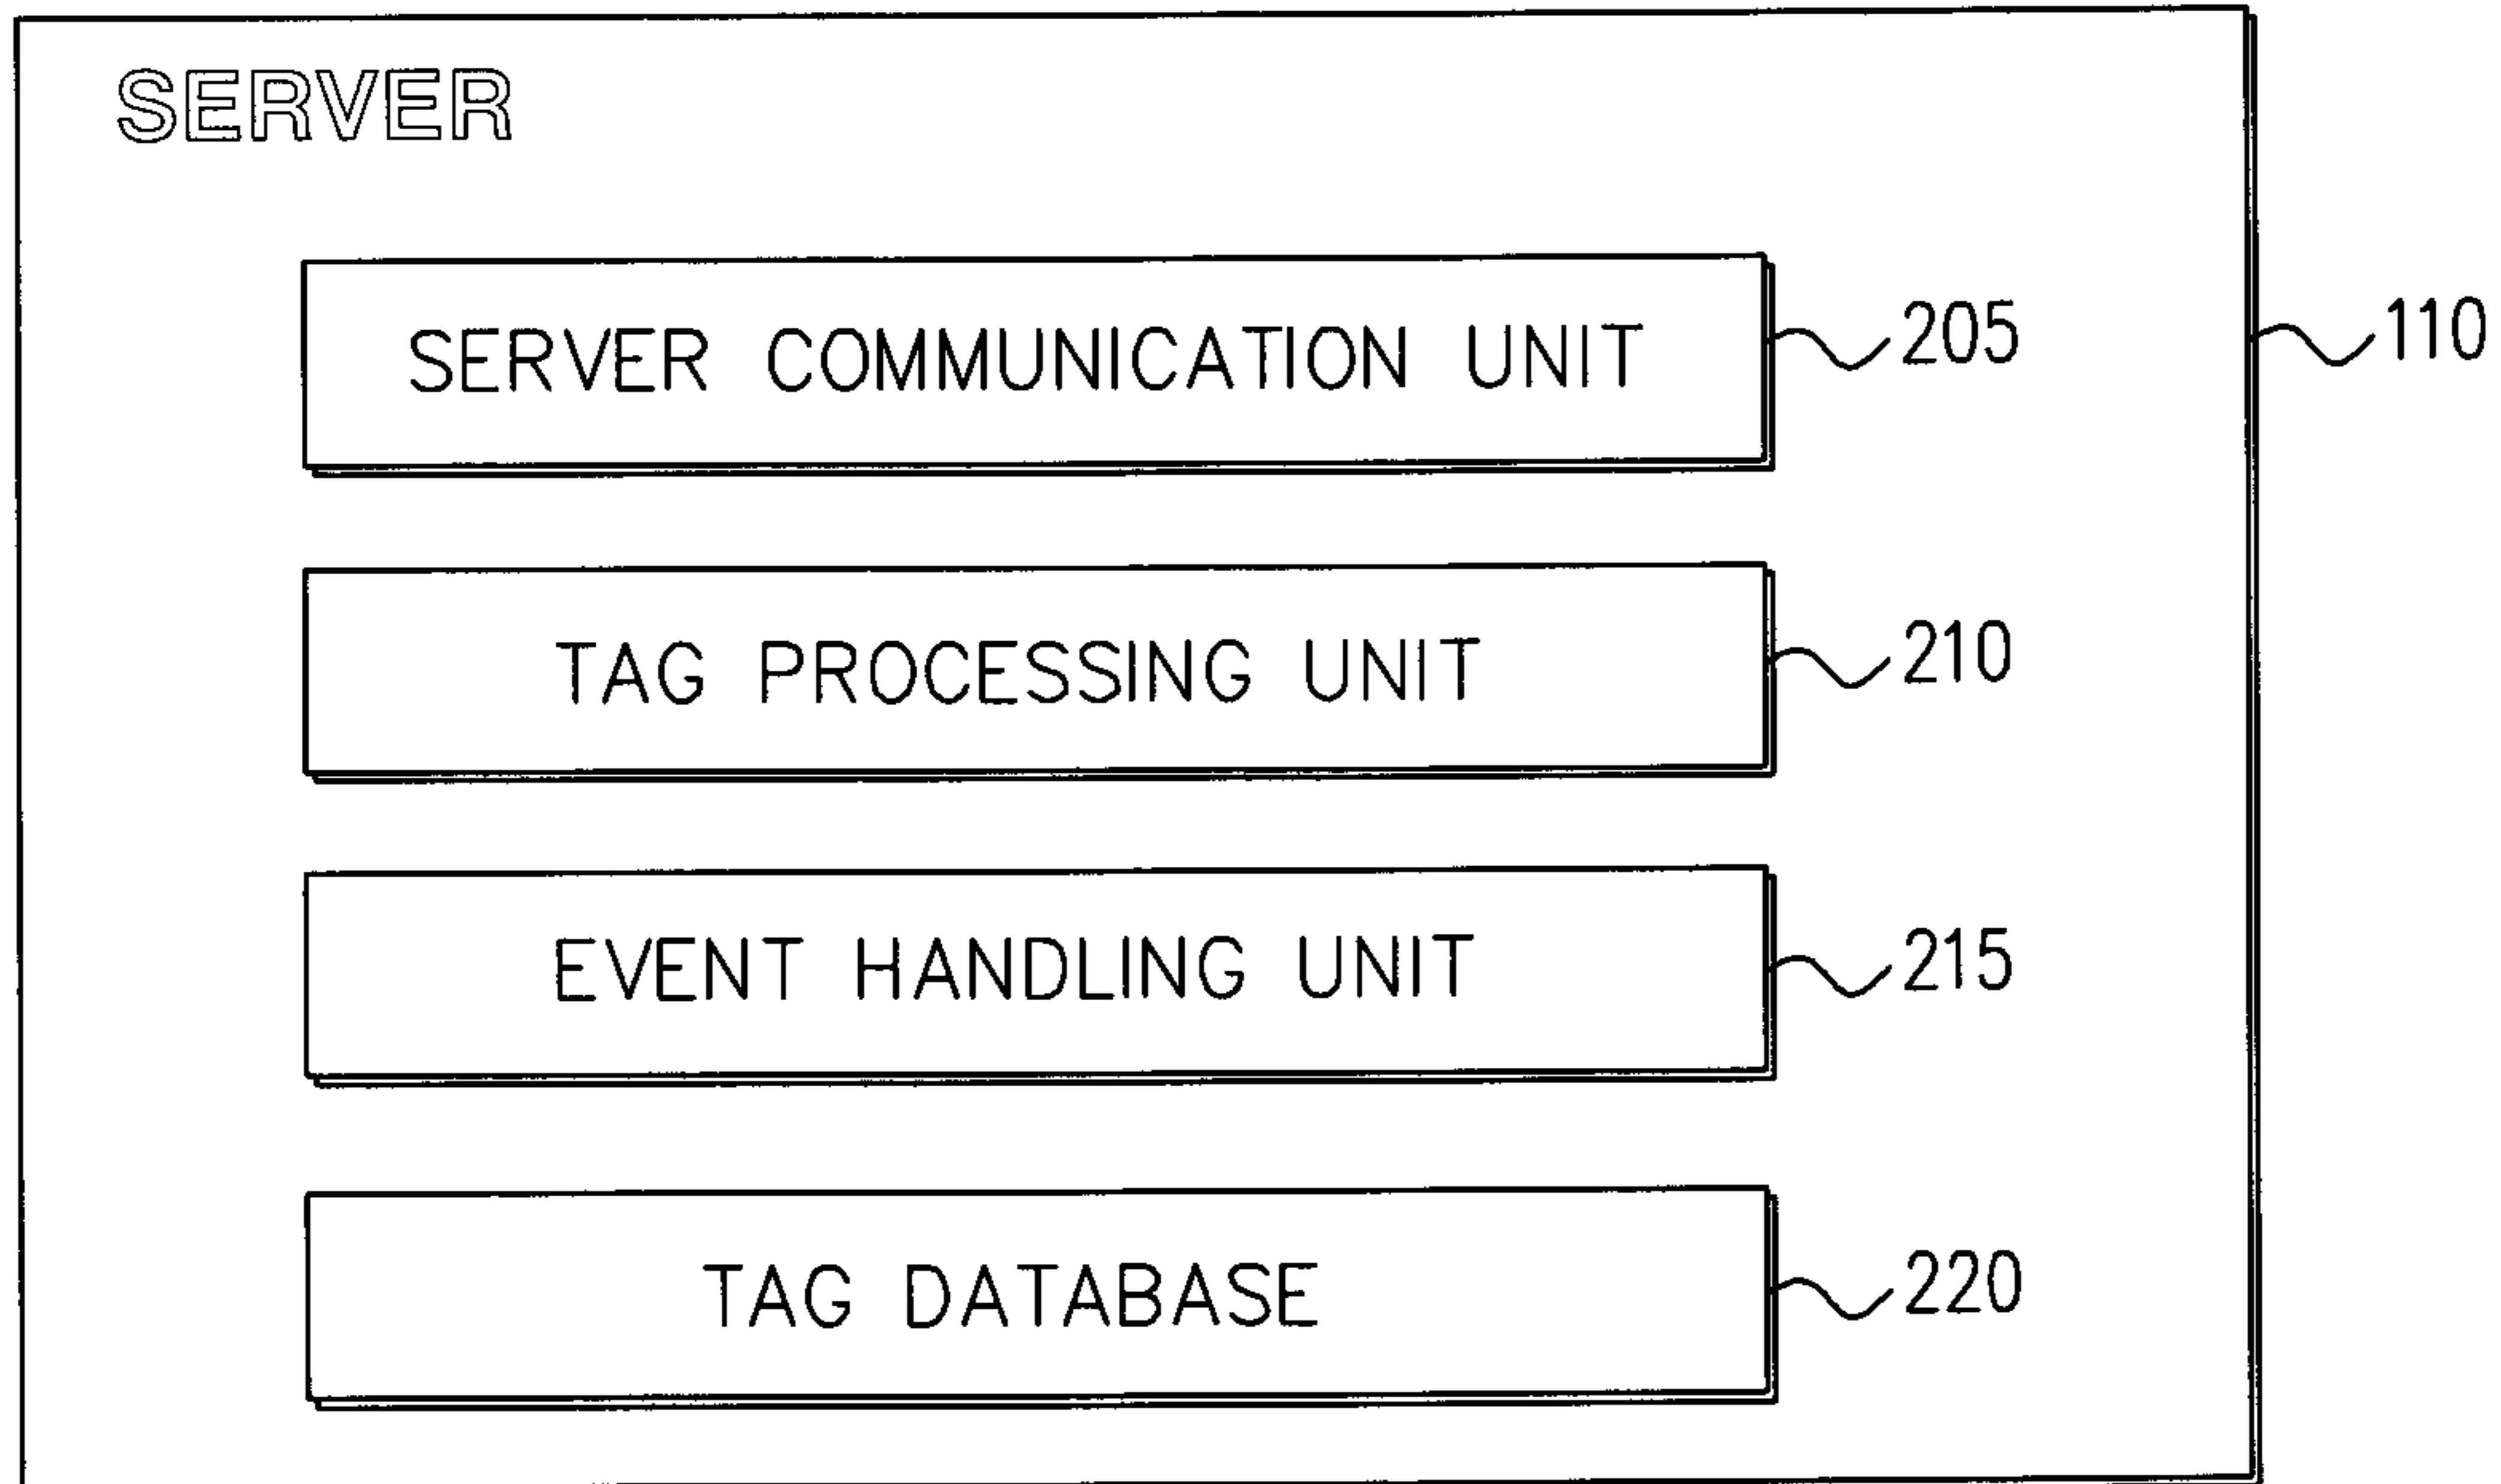 SERVER
SERVER COMMUNICATION UNIT
205
110
TAG PROCESSING UNIT
210
EVENT HANDLING UNIT
215
TAG DATABASE
220